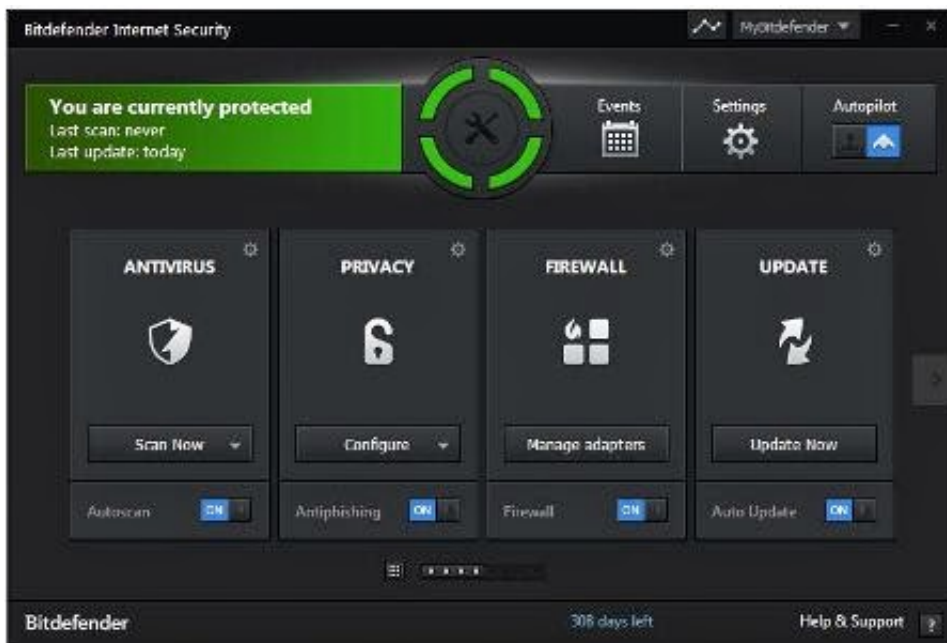 Bitdefender Internet Security
MyBitdefender
You are currently protected
Last scan: never
Last update: today
Events
Settings
Autopilot
ANTIVIRUS
PRIVACY
FIREWALL
UPDATE
Scan Now
Configure
Manage adapters
Update Now
Autoscan ON
Antiphishing ON
Firewall ON
Auto Update ON
Bitdefender
308 days left
Help & Support ?